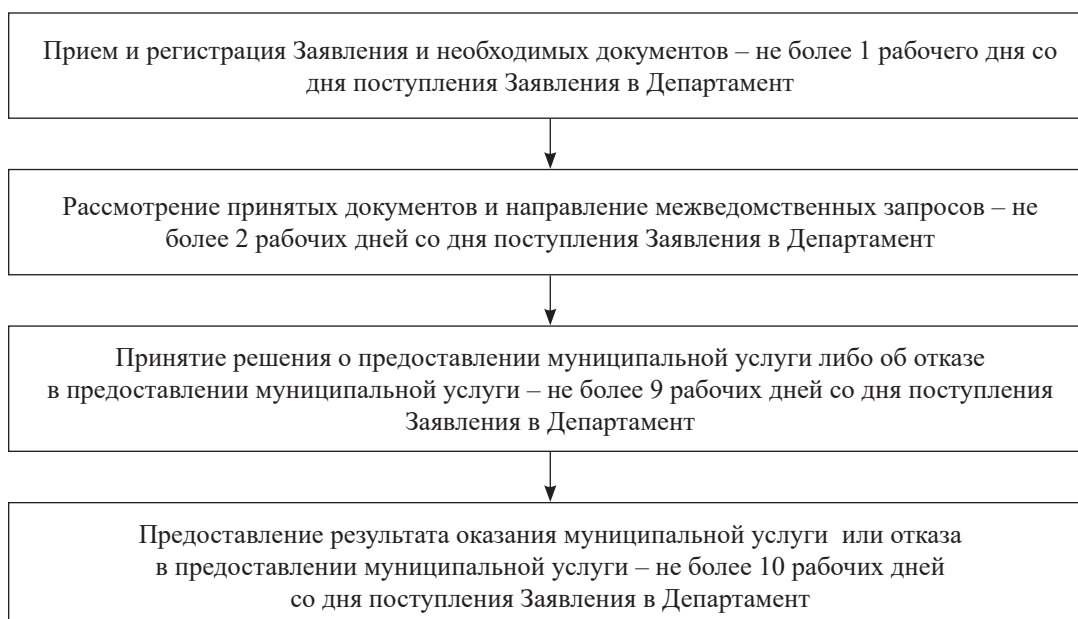 Прием и регистрация Заявления и необходимых документов – не более 1 рабочего дня со
дня поступления Заявления в Департамент
Рассмотрение принятых документов и направление межведомственных запросов – не
более 2 рабочих дней со дня поступления Заявления в Департамент
Принятие решения о предоставлении муниципальной услуги либо об отказе
в предоставлении муниципальной услуги – не более 9 рабочих дней со дня поступления
Заявления в Департамент
Предоставление результата оказания муниципальной услуги или отказа
в предоставлении муниципальной услуги – не более 10 рабочих дней
со дня поступления Заявления в Департамент